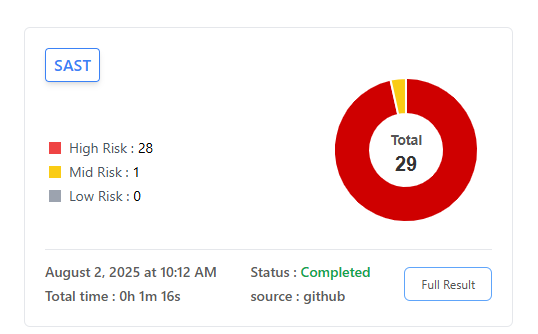 SAST
High Risk : 28
Mid Risk : 1
Low Risk : 0
Total
29
August 2, 2025 at 10:12 AM
Total time : 0h 1m 16s
Status : Completed
source : github
Full Result